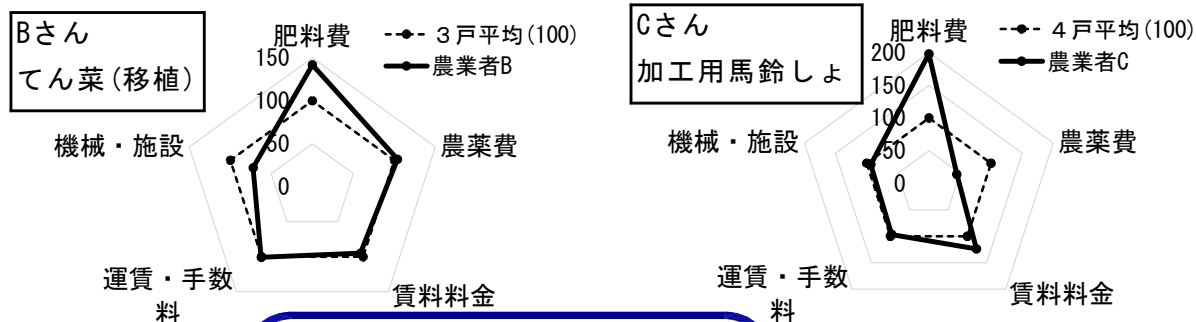 Bさん
てん菜(移植)
肥料費
3戸平均(100)
農業者B
150
100
50
0
機械・施設
農薬費
運賃・手数
料
賃料料金
Cさん
加工用馬鈴しょ
肥料費
4戸平均(100)
農業者C
200
150
100
50
0
機械・施設
農薬費
運賃・手数
料
賃料料金